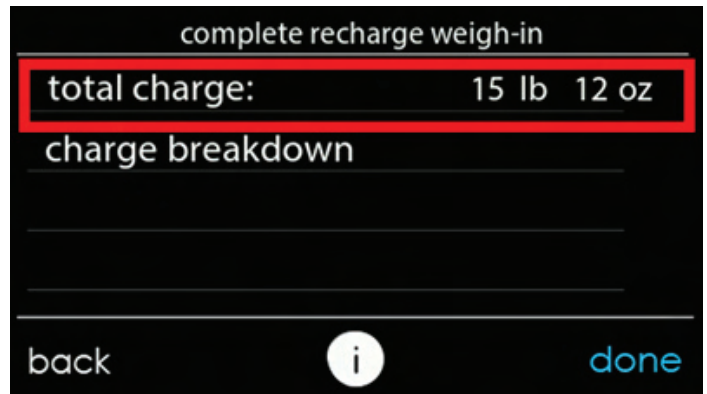 complete recharge weigh-in
total charge: 15 lb 12 oz
charge breakdown
back i done